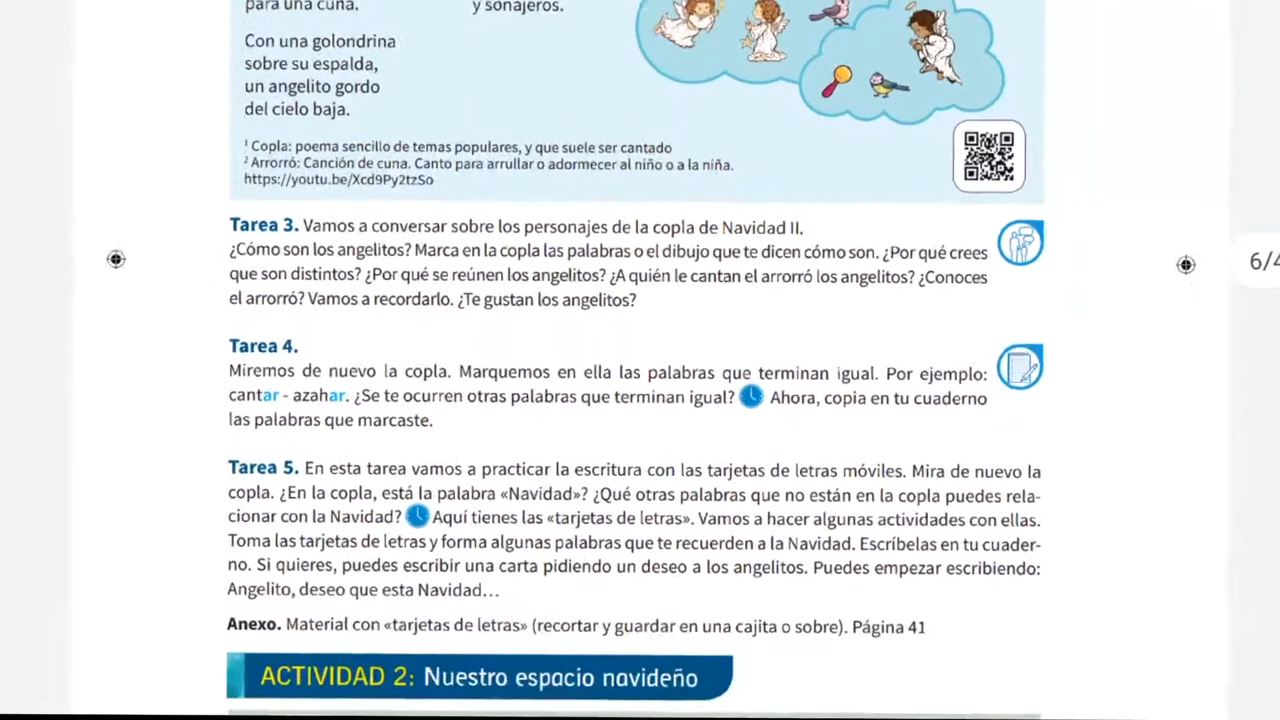 para una cuna.
y sonajeros.
Con una golondrina
sobre su espalda,
un angelito gordo
del cielo baja.
¹ Copla: poema sencillo de temas populares, y que suele ser cantado
² Arrorró: Canción de cuna. Canto para arrullar o adormecer al niño o a la niña.
https://youtu.be/Xcd9Py2tzSo
Tarea 3. Vamos a conversar sobre los personajes de la copla de Navidad II.
¿Cómo son los angelitos? Marca en la copla las palabras o el dibujo que te dicen cómo son. ¿Por qué crees
que son distintos? ¿Por qué se reúnen los angelitos? ¿A quién le cantan el arrorró los angelitos? ¿Conoces
el arrorró? Vamos a recordarlo. ¿Te gustan los angelitos?
6/4
Tarea 4.
Miremos de nuevo la copla. Marquemos en ella las palabras que terminan igual. Por ejemplo:
cantar - azahar. ¿Se te ocurren otras palabras que terminan igual? Ahora, copia en tu cuaderno
las palabras que marcaste.
Tarea 5. En esta tarea vamos a practicar la escritura con las tarjetas de letras móviles. Mira de nuevo la
copla. ¿En la copla, está la palabra «Navidad»? ¿Qué otras palabras que no están en la copla puedes rela-
cionar con la Navidad? Aquí tienes las «tarjetas de letras». Vamos a hacer algunas actividades con ellas.
Toma las tarjetas de letras y forma algunas palabras que te recuerden a la Navidad. Escríbelas en tu cuader-
no. Si quieres, puedes escribir una carta pidiendo un deseo a los angelitos. Puedes empezar escribiendo:
Angelito, deseo que esta Navidad…
Anexo. Material con «tarjetas de letras» (recortar y guardar en una cajita o sobre). Página 41
ACTIVIDAD 2: Nuestro espacio navideño